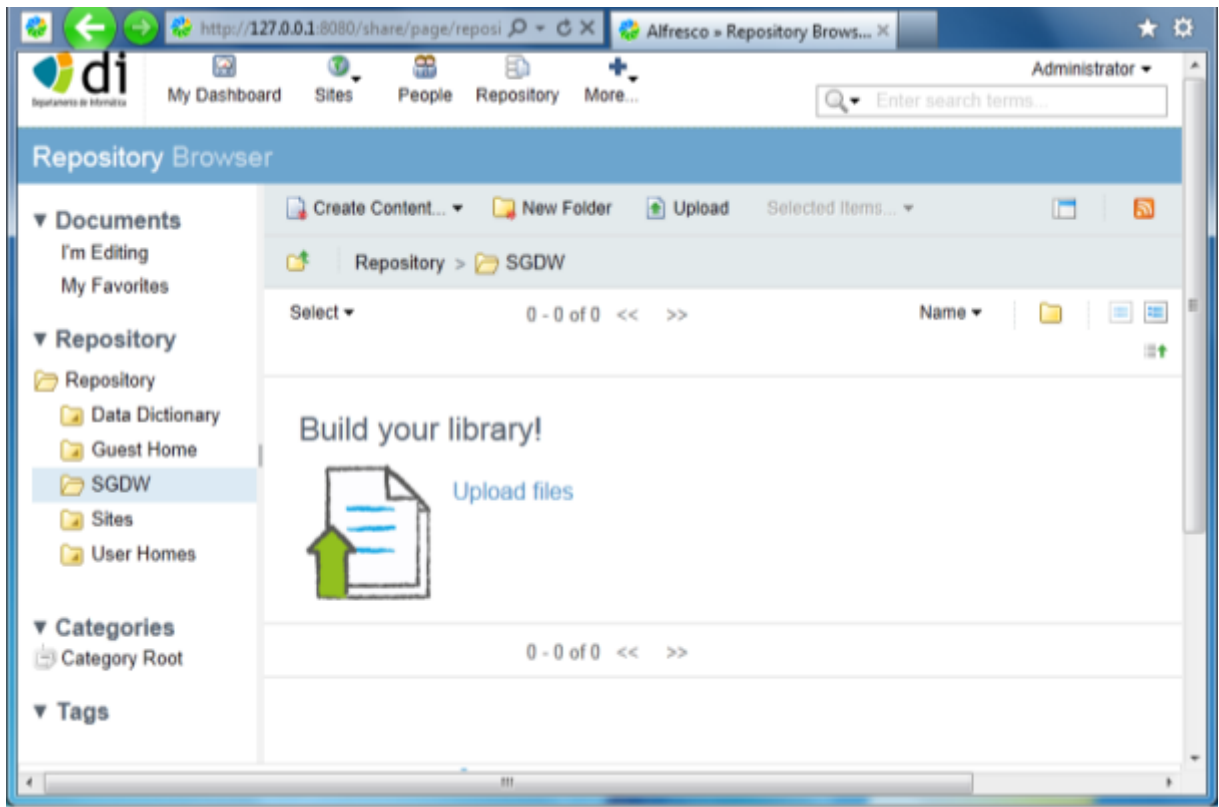 http://127.0.0.1:8080/share/page/reposi
Alfresco » Repository Brows...
di
Departamento de Informática
My Dashboard Sites People Repository More...
Administrator
Enter search terms...
Repository Browser
Documents
I'm Editing
My Favorites
Repository
Repository
Data Dictionary
Guest Home
SGDW
Sites
User Homes
Categories
Category Root
Tags
Create Content... New Folder Upload Selected Items...
Repository > SGDW
Select 0 - 0 of 0 << >> Name
Build your library!
Upload files
0 - 0 of 0 << >>